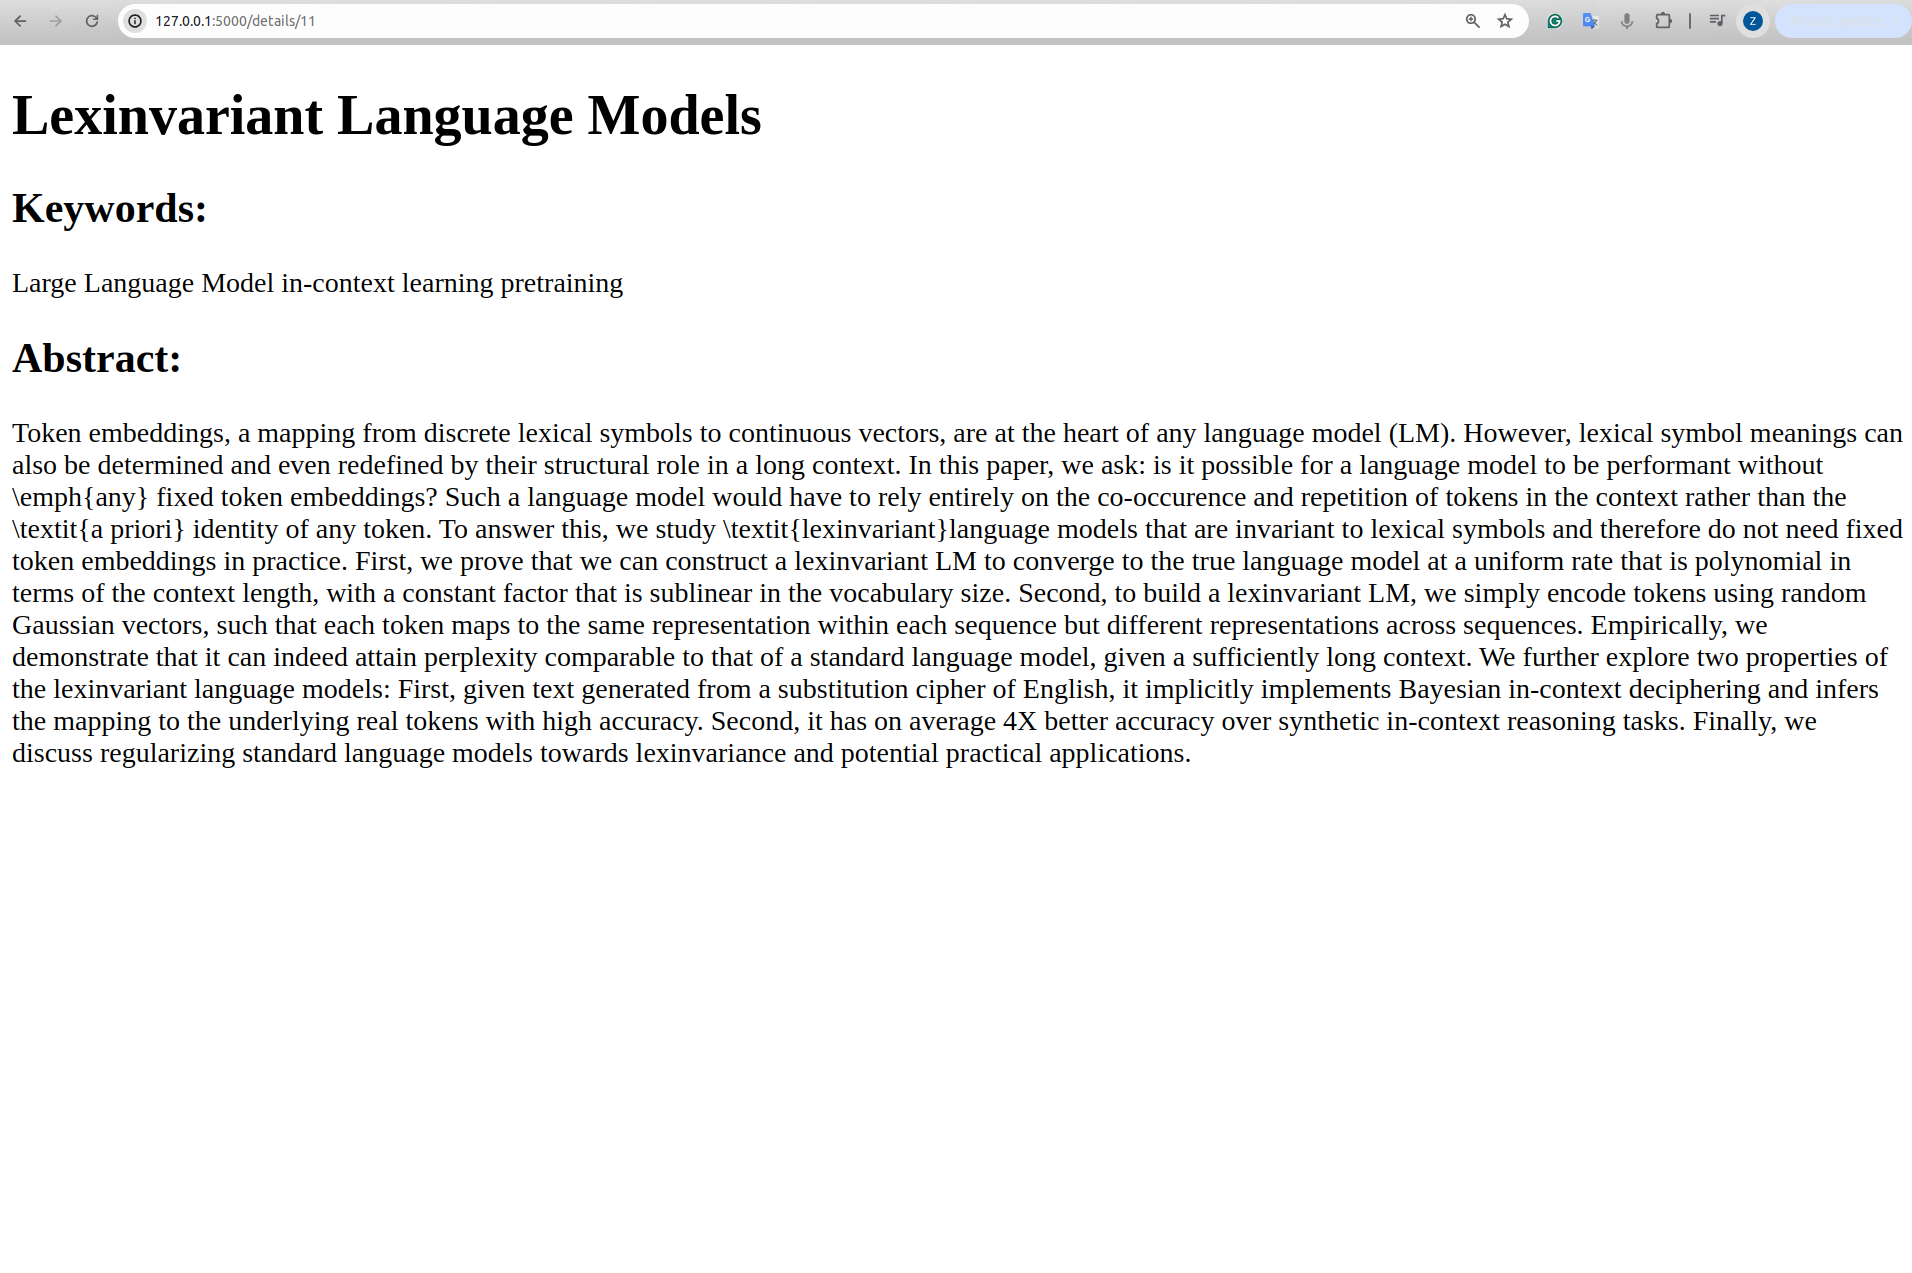 127.0.0.1:5000/details/11
Z
Lexinvariant Language Models
Keywords:
Large Language Model in-context learning pretraining
Abstract:
Token embeddings, a mapping from discrete lexical symbols to continuous vectors, are at the heart of any language model (LM). However, lexical symbol meanings can
also be determined and even redefined by their structural role in a long context. In this paper, we ask: is it possible for a language model to be performant without
\emph{any} fixed token embeddings? Such a language model would have to rely entirely on the co-occurence and repetition of tokens in the context rather than the
\textit{a priori} identity of any token. To answer this, we study \textit{lexinvariant}language models that are invariant to lexical symbols and therefore do not need fixed
token embeddings in practice. First, we prove that we can construct a lexinvariant LM to converge to the true language model at a uniform rate that is polynomial in
terms of the context length, with a constant factor that is sublinear in the vocabulary size. Second, to build a lexinvariant LM, we simply encode tokens using random
Gaussian vectors, such that each token maps to the same representation within each sequence but different representations across sequences. Empirically, we
demonstrate that it can indeed attain perplexity comparable to that of a standard language model, given a sufficiently long context. We further explore two properties of
the lexinvariant language models: First, given text generated from a substitution cipher of English, it implicitly implements Bayesian in-context deciphering and infers
the mapping to the underlying real tokens with high accuracy. Second, it has on average 4X better accuracy over synthetic in-context reasoning tasks. Finally, we
discuss regularizing standard language models towards lexinvariance and potential practical applications.